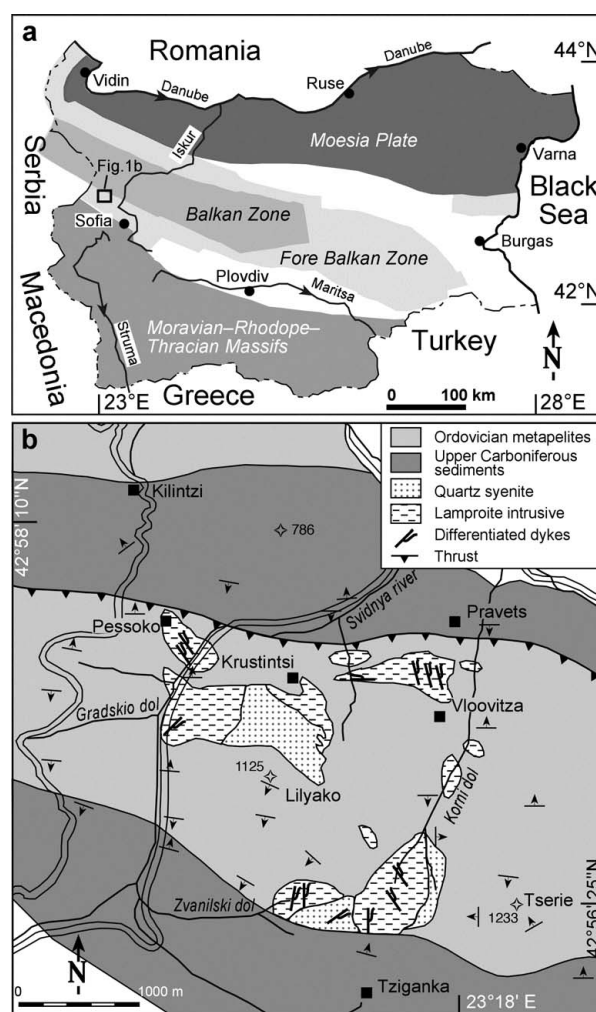 a
Romania
44°N
Vidin
Danube
Ruse
Danube
Iskur
Moesia Plate
Serbia
Fig.1b
Varna
Black
Sea
Balkan Zone
Sofia
Fore Balkan Zone
Burgas
Plovdiv
Maritsa
42°N
Macedonia
Struma
Moravian–Rhodope–
Thracian Massifs
Turkey
N
Greece
0 100 km
23°E
28°E
b
Ordovician metapelites
Upper Carboniferous
sediments
Quartz syenite
Lamproite intrusive
Differentiated dykes
Thrust
Kilintzi
42°58'10"N
786
Svidnya river
Pravets
Pessoko
Krustintsi
Vloovitza
Gradskio dol
1125
Lilyako
Korni dol
Zvanilski dol
Tserie
1233
42°56'25"N
N
0 1000 m
Tziganka
23°18' E